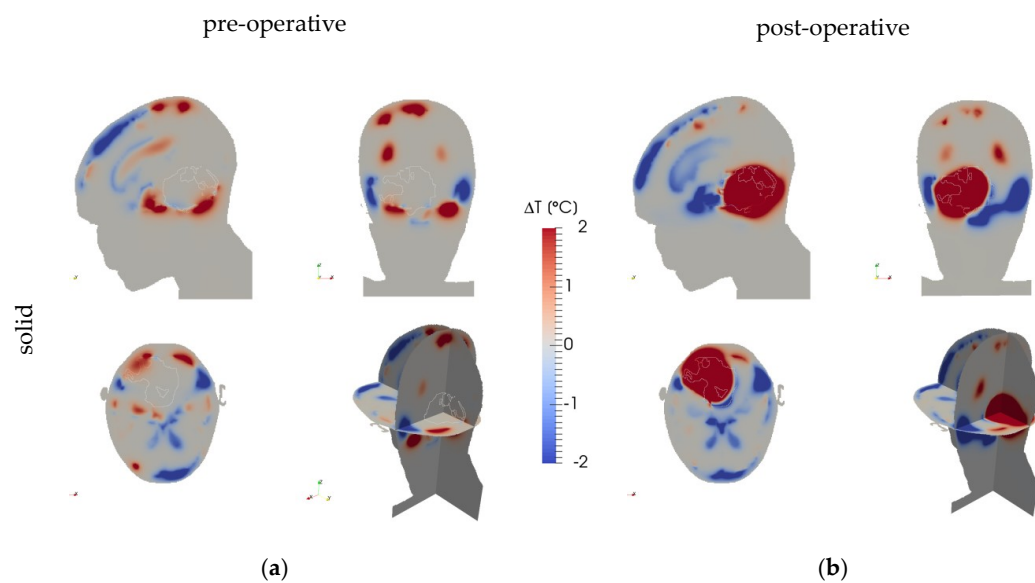 pre-operative
post-operative
solid
ΔT (°C)
2
1
0
-1
-2
(a)
(b)